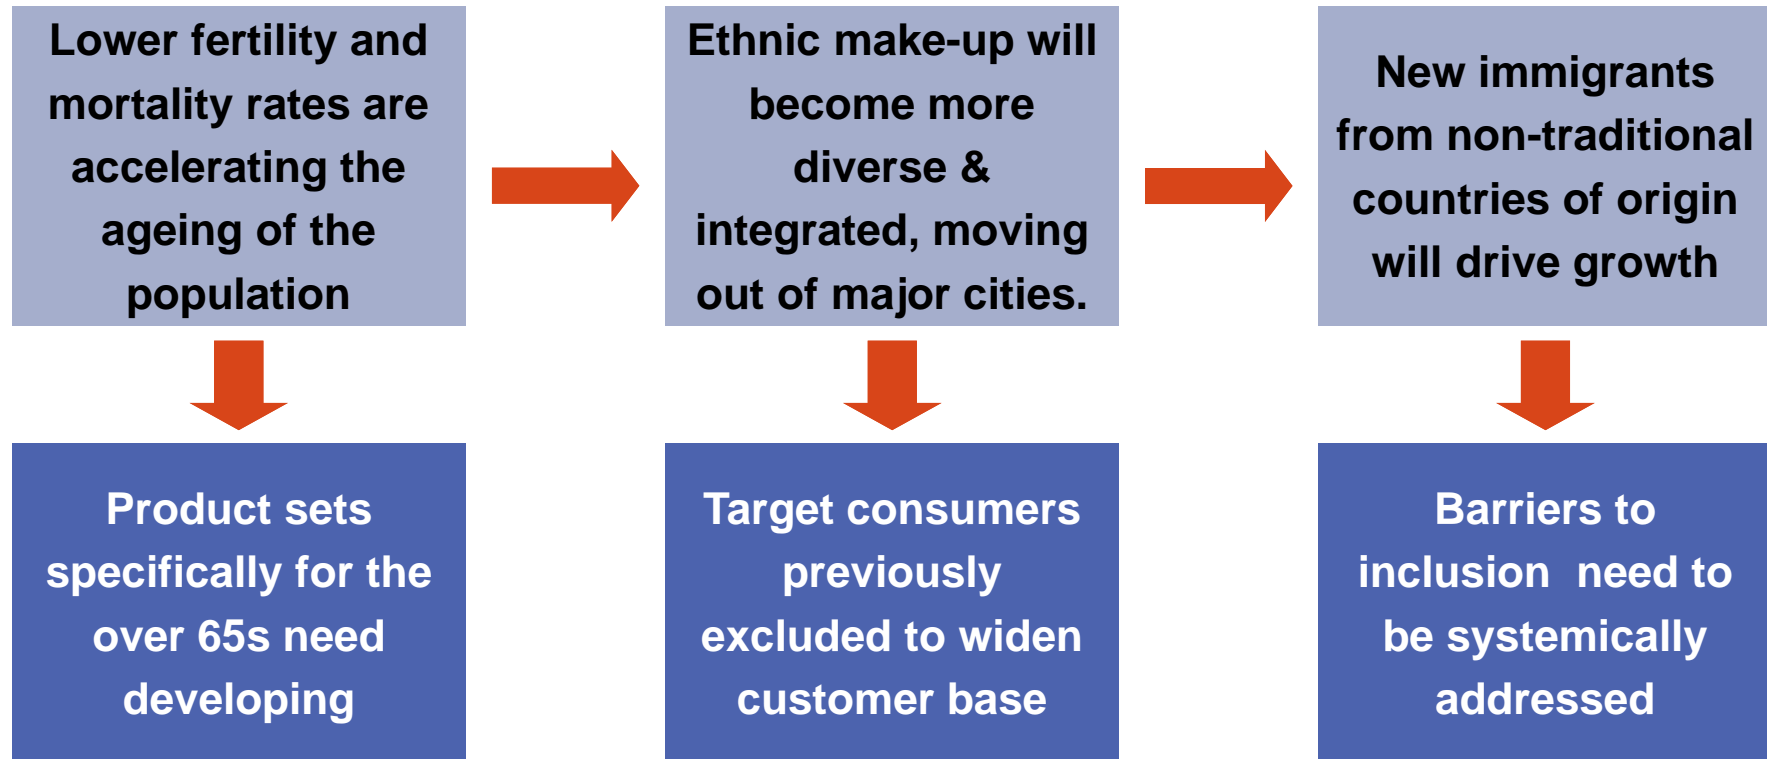 Lower fertility and
mortality rates are
accelerating the
ageing of the
population
Ethnic make-up will
become more
diverse &
integrated, moving
out of major cities.
New immigrants
from non-traditional
countries of origin
will drive growth
Product sets
specifically for the
over 65s need
developing
Target consumers
previously
excluded to widen
customer base
Barriers to
inclusion  need to
be systemically
addressed